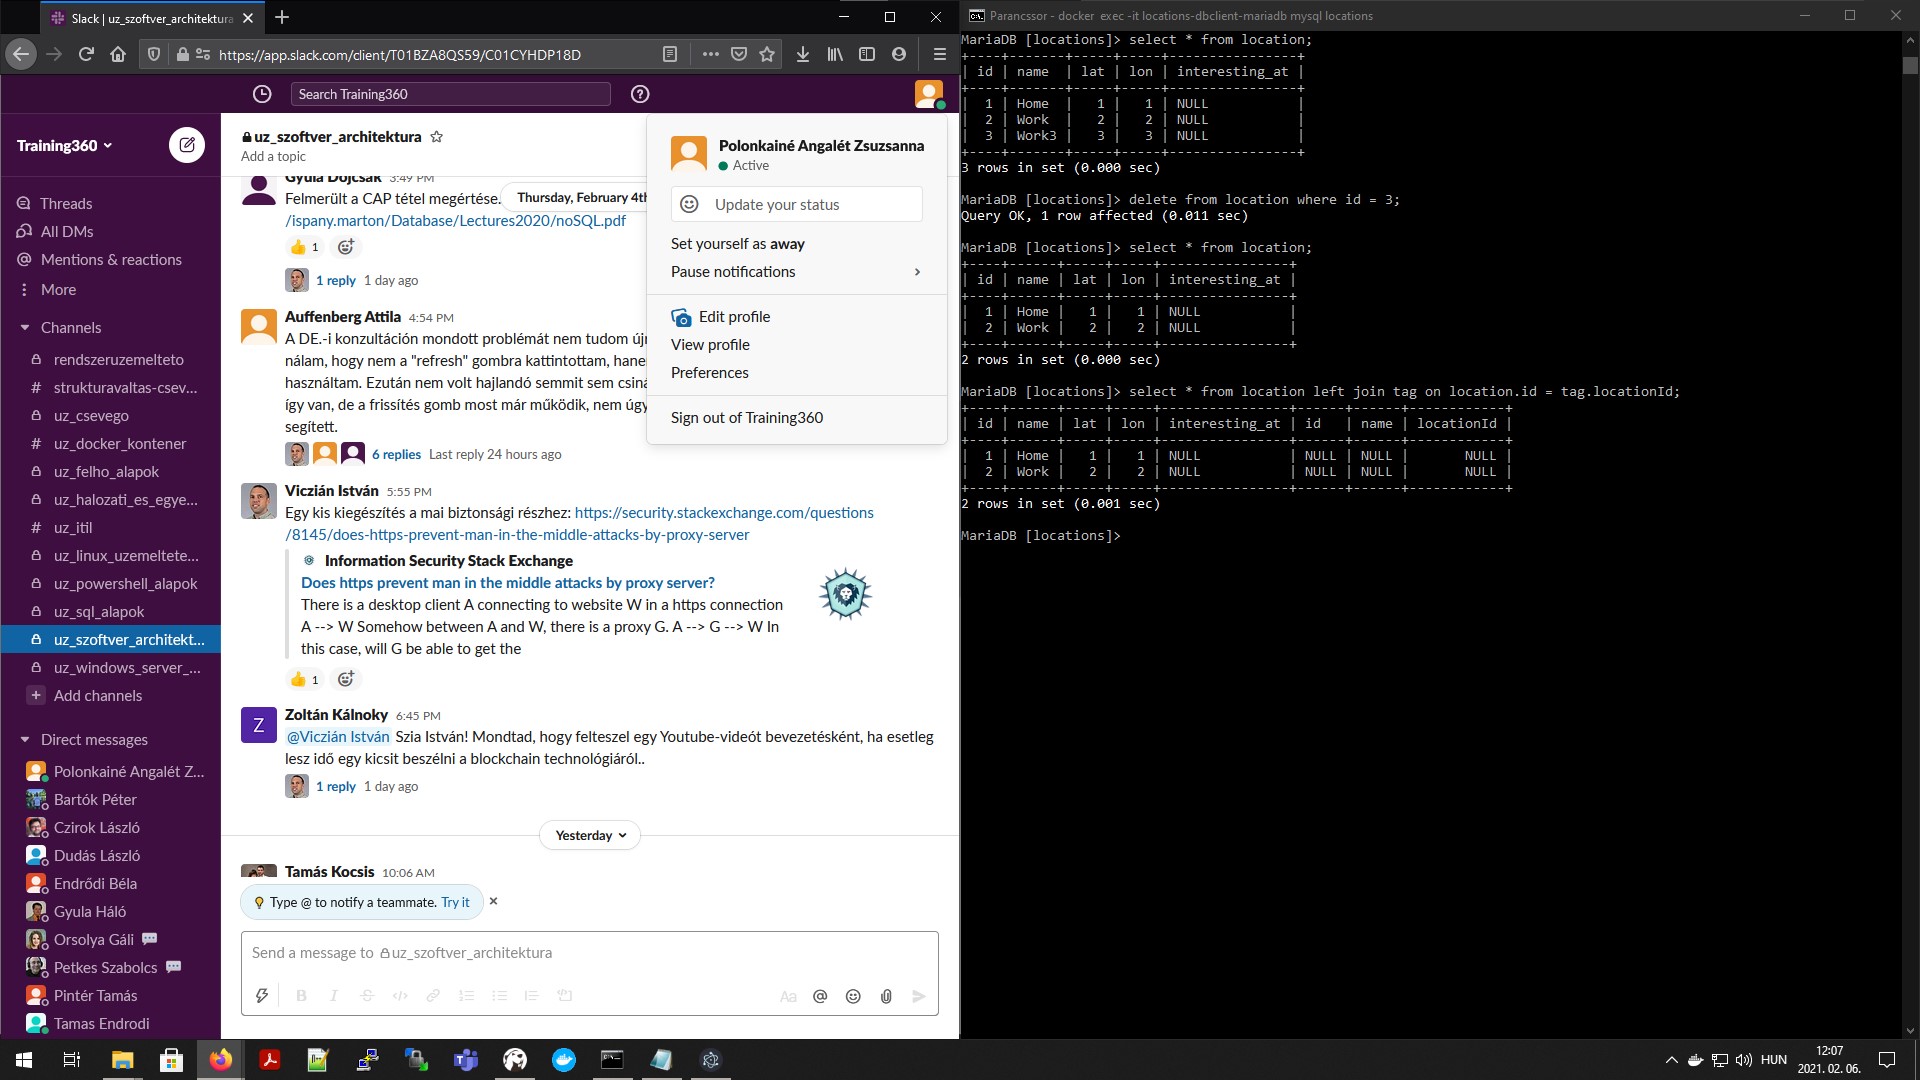 Slack | uz_szoftver_architektura
https://app.slack.com/client/T01BZA8QS59/C01CYHDP18D
Search Training360
Training360
Threads
All DMs
Mentions & reactions
More
Channels
rendszeruzemelteto
# strukturavaltas-csev...
uz_csevego
# uz_docker_kontener
uz_felho_alapok
uz_halozati_es_egye...
# uz_itil
uz_linux_uzemeltete...
uz_powershell_alapok
uz_sql_alapok
uz_szoftver_architekt...
uz_windows_server_...
+ Add channels
Direct messages
Polonkainé Angalét Z...
Bartók Péter
Czirok László
Dudás László
Endrődi Béla
Gyula Háló
Orsolya Gáli
Petkes Szabolcs
Pintér Tamás
Tamas Endrodi
uz_szoftver_architektura
Add a topic
Thursday, February 4th
Gyula Dojcsák 3:49 PM
Felmerült a CAP tétel megértése.
/ispany.marton/Database/Lectures2020/noSQL.pdf
1
1 reply 1 day ago
Auffenberg Attila 4:54 PM
A DE.-i konzultáción mondott problémát nem tudom újr
nálam, hogy nem a "refresh" gombra kattintottam, hane
használtam. Ezután nem volt hajlandó semmit sem csiná
így van, de a frissítés gomb most már működik, nem úgy
segített.
6 replies Last reply 24 hours ago
Viczián István 5:55 PM
Egy kis kiegészítés a mai biztonsági részhez: https://security.stackexchange.com/questions
/8145/does-https-prevent-man-in-the-middle-attacks-by-proxy-server
Information Security Stack Exchange
Does https prevent man in the middle attacks by proxy server?
There is a desktop client A connecting to website W in a https connection
A --> W Somehow between A and W, there is a proxy G. A --> G --> W In
this case, will G be able to get the
1
Z
Zoltán Kálnoky 6:45 PM
@Viczián István Szia István! Mondtad, hogy felteszel egy Youtube-videót bevezetésként, ha esetleg
lesz idő egy kicsit beszélni a blockchain technológiáról..
1 reply 1 day ago
Yesterday
Tamás Kocsis 10:06 AM
Type @ to notify a teammate. Try it
Send a message to uz_szoftver_architektura
B I S Aa @
Polonkainé Angalét Zsuzsanna
Active
Update your status
Set yourself as away
Pause notifications
Edit profile
View profile
Preferences
Sign out of Training360
Parancssor - docker exec -it locations-dbclient-mariadb mysql locations
MariaDB [locations]> select * from location;
+----+-------+-----+-----+----------------+
| id | name  | lat | lon | interesting_at |
+----+-------+-----+-----+----------------+
|  1 | Home  |   1 |   1 | NULL           |
|  2 | Work  |   2 |   2 | NULL           |
|  3 | Work3 |   3 |   3 | NULL           |
+----+-------+-----+-----+----------------+
3 rows in set (0.000 sec)
MariaDB [locations]> delete from location where id = 3;
Query OK, 1 row affected (0.011 sec)
MariaDB [locations]> select * from location;
+----+------+-----+-----+----------------+
| id | name | lat | lon | interesting_at |
+----+------+-----+-----+----------------+
|  1 | Home |   1 |   1 | NULL           |
|  2 | Work |   2 |   2 | NULL           |
+----+------+-----+-----+----------------+
2 rows in set (0.000 sec)
MariaDB [locations]> select * from location left join tag on location.id = tag.locationId;
+----+------+-----+-----+----------------+------+------+------------+
| id | name | lat | lon | interesting_at | id   | name | locationId |
+----+------+-----+-----+----------------+------+------+------------+
|  1 | Home |   1 |   1 | NULL           | NULL | NULL |       NULL |
|  2 | Work |   2 |   2 | NULL           | NULL | NULL |       NULL |
+----+------+-----+-----+----------------+------+------+------------+
2 rows in set (0.001 sec)
MariaDB [locations]>
HUN
12:07
2021. 02. 06.